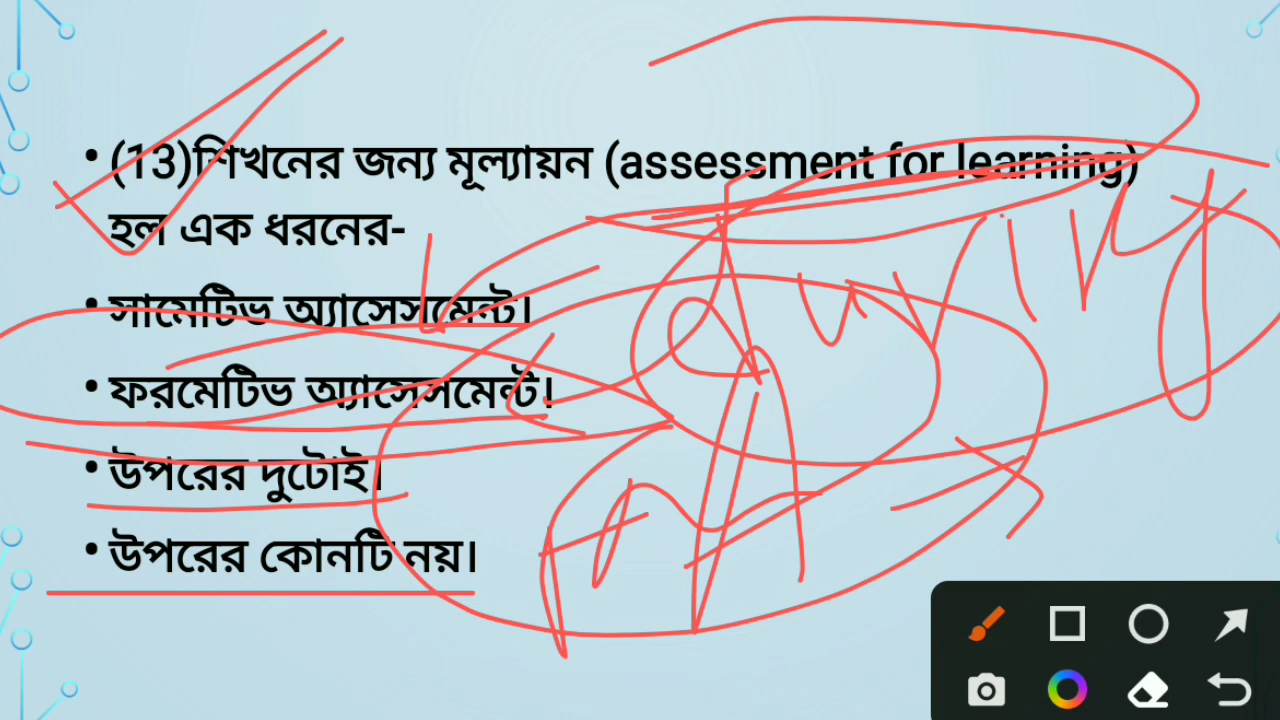 • (13)শিখনের জন্য মূল্যায়ন (assessment for learning)
হল এক ধরনের-
• সামেটিভ অ্যাসেসমেন্ট।
• ফরমেটিভ অ্যাসেসমেন্ট।
• উপরের দুটোই।
• উপরের কোনটি নয়।